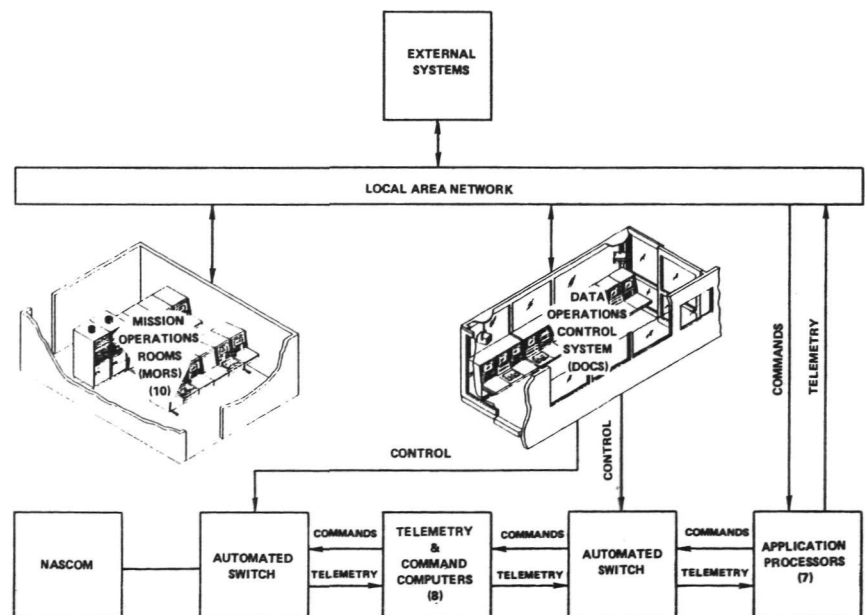 EXTERNAL
SYSTEMS
LOCAL AREA NETWORK
MISSION
OPERATIONS
ROOMS
(MORS)
(10)
DATA
OPERATIONS
CONTROL
SYSTEM
(DOCS)
COMMANDS
TELEMETRY
CONTROL
CONTROL
NASCOM
AUTOMATED
SWITCH
COMMANDS
TELEMETRY
TELEMETRY
&
COMMAND
COMPUTERS
(8)
COMMANDS
TELEMETRY
AUTOMATED
SWITCH
COMMANDS
TELEMETRY
APPLICATION
PROCESSORS
(7)